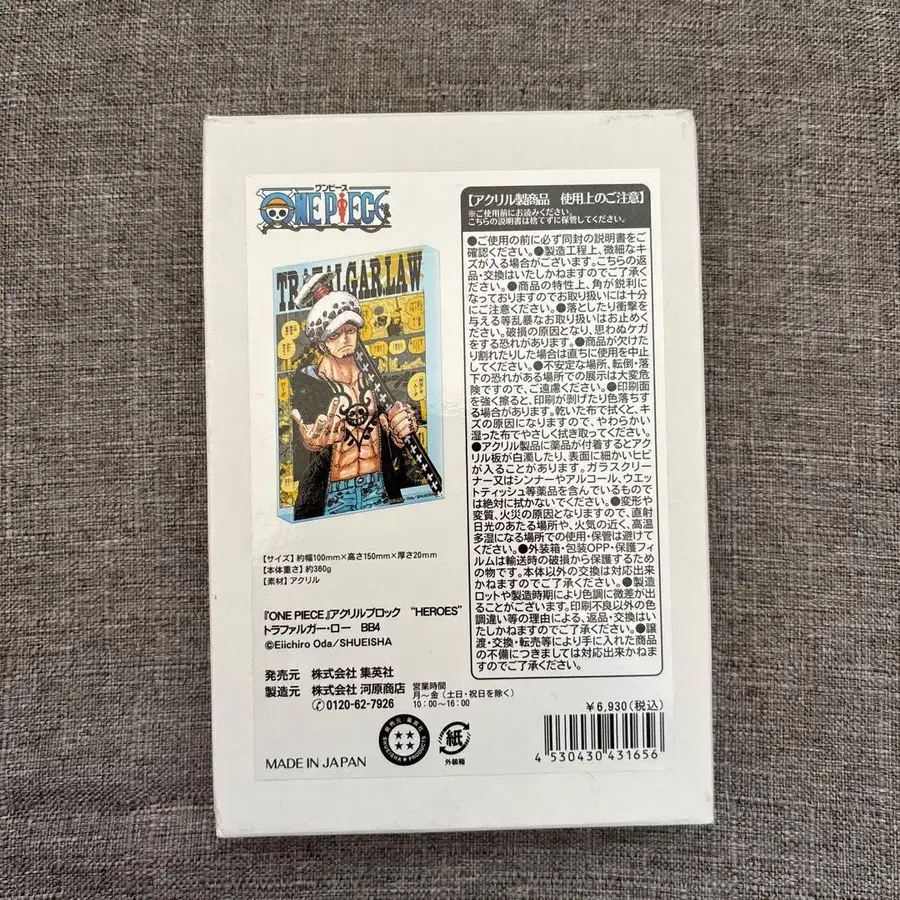 ワンピース
ONE PIECE
TRAFALGAR.LAW
©Eiichiro Oda/SHUEISHA
【サイズ】約幅100mm×高さ150mm×厚さ20mm
【本体重さ】約360g
【素材】アクリル
『ONE PIECE』アクリルブロック “HEROES”
トラファルガー・ロー BB4
©Eiichiro Oda/SHUEISHA
発売元 株式会社 集英社
製造元 株式会社 河原商店
0120-62-7926
営業時間
月〜金（土日・祝日を除く）
10：00〜16：00
MADE IN JAPAN
発売元・集英社
SHUEISHA PRODUCTS
紙
外装箱
【アクリル製商品 使用上のご注意】
※ご使用前にお読みください。
こちらの説明書は捨てずに保管してください。
●ご使用の前に必ず同封の説明書をご
確認ください。●製造工程上、微細なキ
ズが入る場合がございます。こちらの返
品・交換はいたしかねますのでご了承く
ださい。●商品の特性上、角が鋭利に
なっておりますのでお取り扱いには十分
にご注意ください。●落としたり衝撃を
与える等乱暴なお取り扱いはお止めく
ださい。破損の原因となり、思わぬケガ
をする恐れがあります。●商品が欠けた
り割れたりした場合は直ちに使用を中止し
てください。●不安定な場所、転倒・落
下の恐れがある場所での展示は大変危
険ですので、ご遠慮ください。●印刷面
を強く擦ると、印刷が剥げたり色落ち
する場合があります。乾いた布で拭くと、キ
ズの原因になりますので、やわらかい
湿った布でやさしく拭き取ってください。
●アクリル製品に薬品が付着するとアク
リル板が白濁したり、表面に細かいヒビ
が入ることがあります。ガラスクリー
ナー又はシンナーやアルコール、ウエッ
トティッシュ等薬品を含んでいるもので
は絶対に拭かないでください。●変形や
変質、火災の原因となりますので、直射
日光のあたる場所や、火気の近く、高温
多湿になる場所での使用・保管は避けて
ください。●外装箱・包装OPP・保護フィ
ルムは輸送時の破損から保護するため
の物です。本体以外の交換は対応出来
かねますのでご了承ください。●製造
ロットや製造時期により色調に微差が出
ることがございます。印刷不良以外の色
調違い等の理由による、返品・交換はい
たしかねますのでご了承ください。●譲
渡・交換・転売等により手に入れた商品
の不備につきましては対応出来かねま
すのでご了承ください。
￥6,930（税込）
4 530430 431656